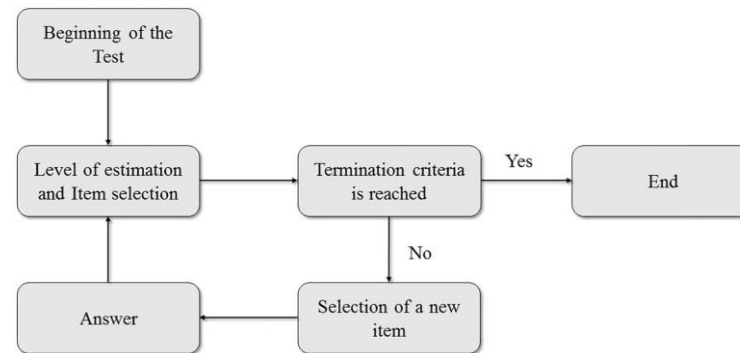 Beginning of the
Test
Level of estimation
and Item selection
Termination criteria
is reached
Yes
End
No
Answer
Selection of a new
item